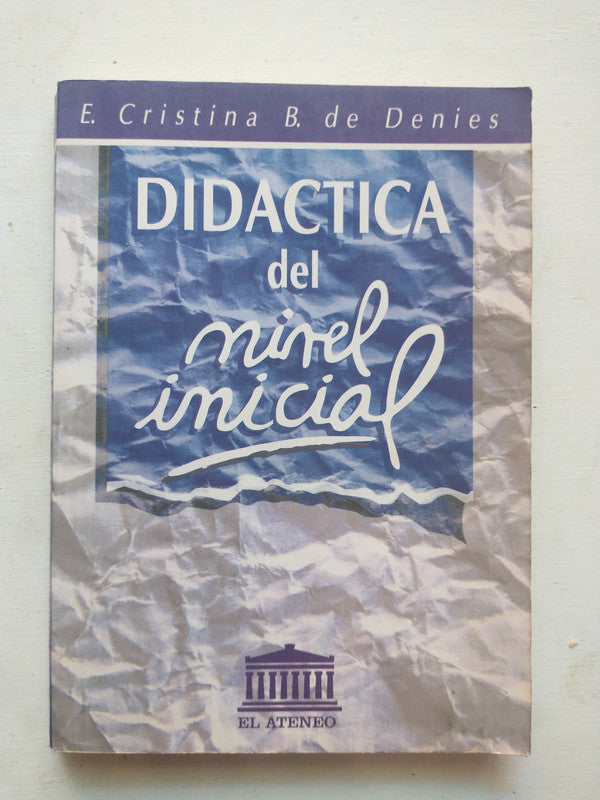 E. Cristina B. de Denies
DIDACTICA
del
nivel
inicial
EL ATENEO